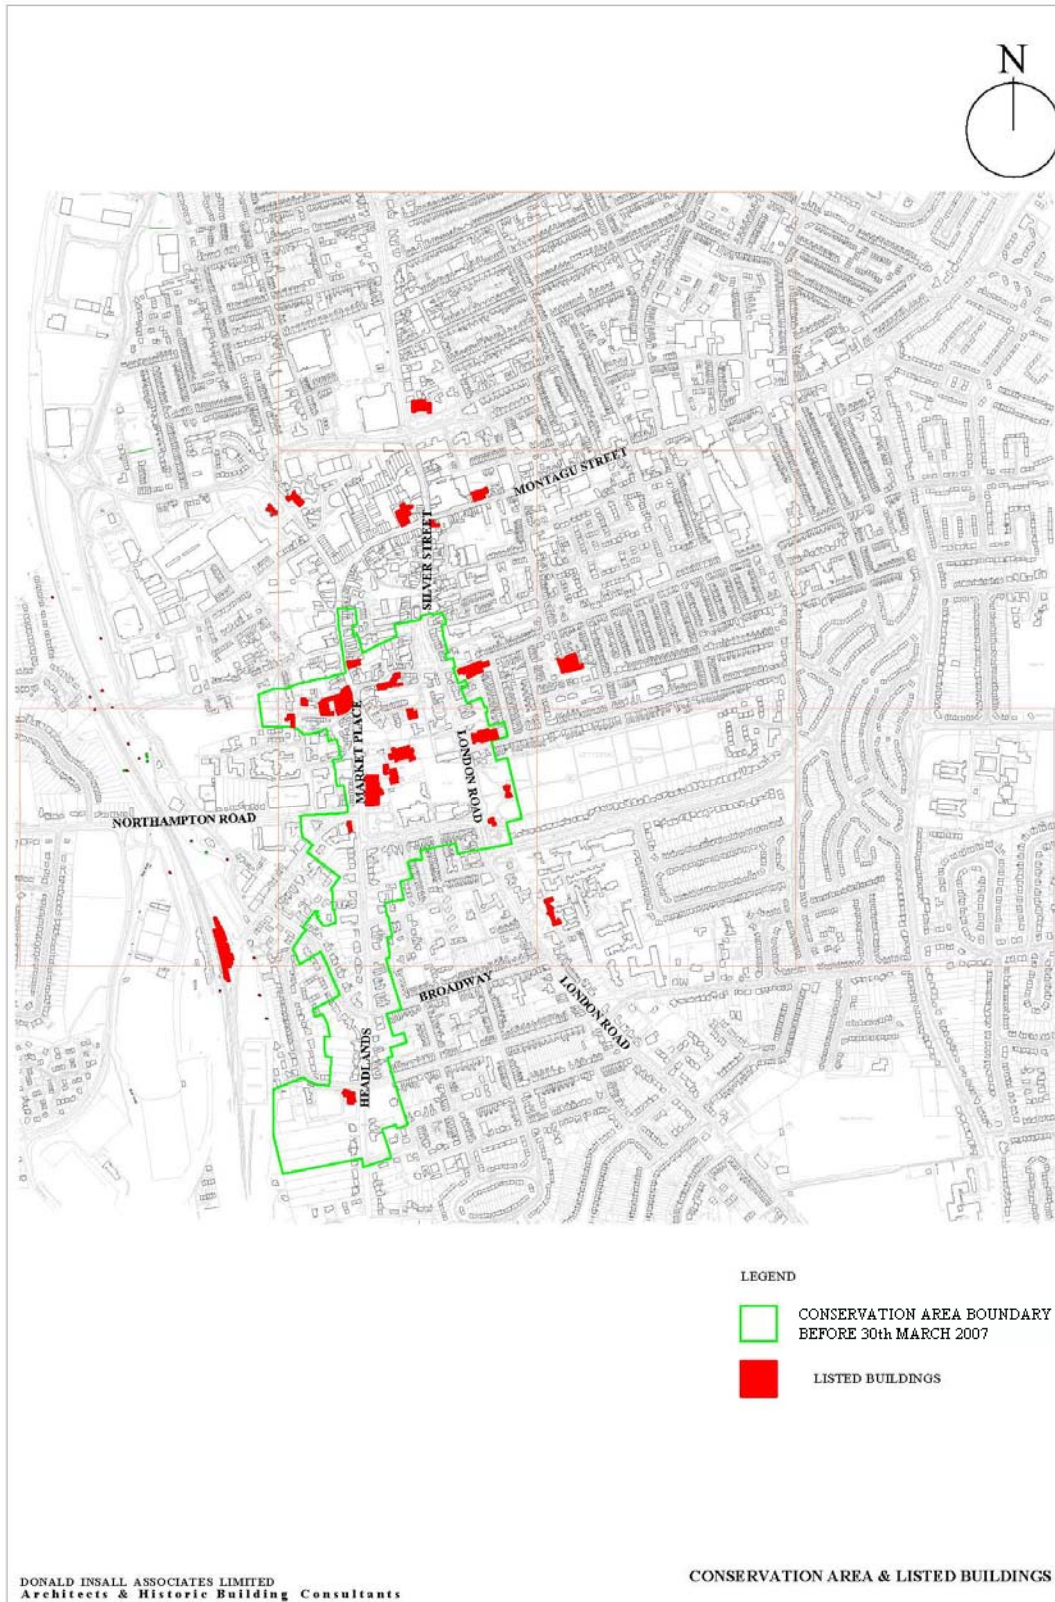 N
MONTAGU STREET
SILVER STREET
MARKET PLACE
LONDON ROAD
NORTHAMPTON ROAD
BROADWAY
LONDON ROAD
HEADLANDS
LEGEND
CONSERVATION AREA BOUNDARY
BEFORE 30th MARCH 2007
LISTED BUILDINGS
DONALD INSALL ASSOCIATES LIMITED
Architects & Historic Building Consultants
CONSERVATION AREA & LISTED BUILDINGS